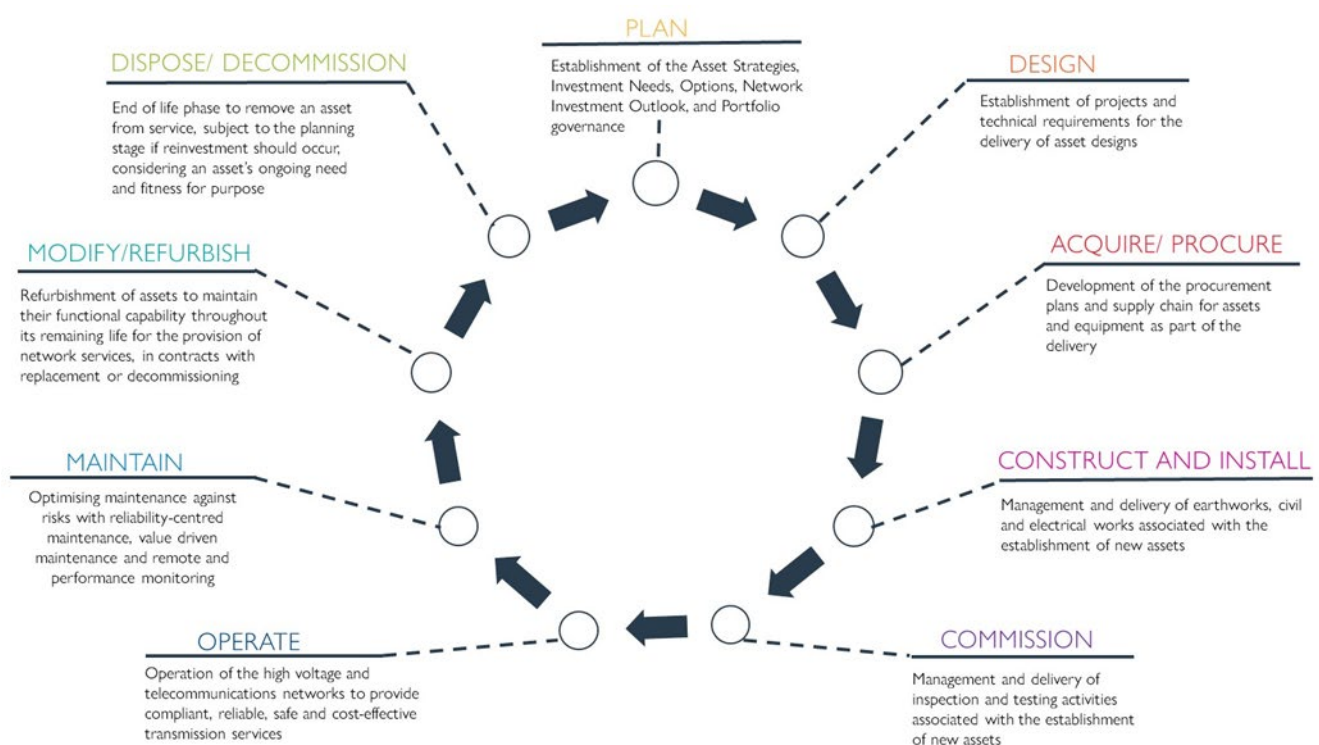 PLAN
Establishment of the Asset Strategies,
Investment Needs, Options, Network
Investment Outlook, and Portfolio
governance
DESIGN
Establishment of projects and
technical requirements for the
delivery of asset designs
ACQUIRE/ PROCURE
Development of the procurement
plans and supply chain for assets
and equipment as part of the
delivery
CONSTRUCT AND INSTALL
Management and delivery of earthworks, civil
and electrical works associated with the
establishment of new assets
COMMISSION
Management and delivery of
inspection and testing activities
associated with the establishment
of new assets
OPERATE
Operation of the high voltage and
telecommunications networks to provide
compliant, reliable, safe and cost-effective
transmission services
MAINTAIN
Optimising maintenance against
risks with reliability-centred
maintenance, value driven
maintenance and remote and
performance monitoring
MODIFY/REFURBISH
Refurbishment of assets to maintain
their functional capability throughout
its remaining life for the provision of
network services, in contracts with
replacement or decommissioning
DISPOSE/ DECOMMISSION
End of life phase to remove an asset
from service, subject to the planning
stage if reinvestment should occur,
considering an asset's ongoing need
and fitness for purpose